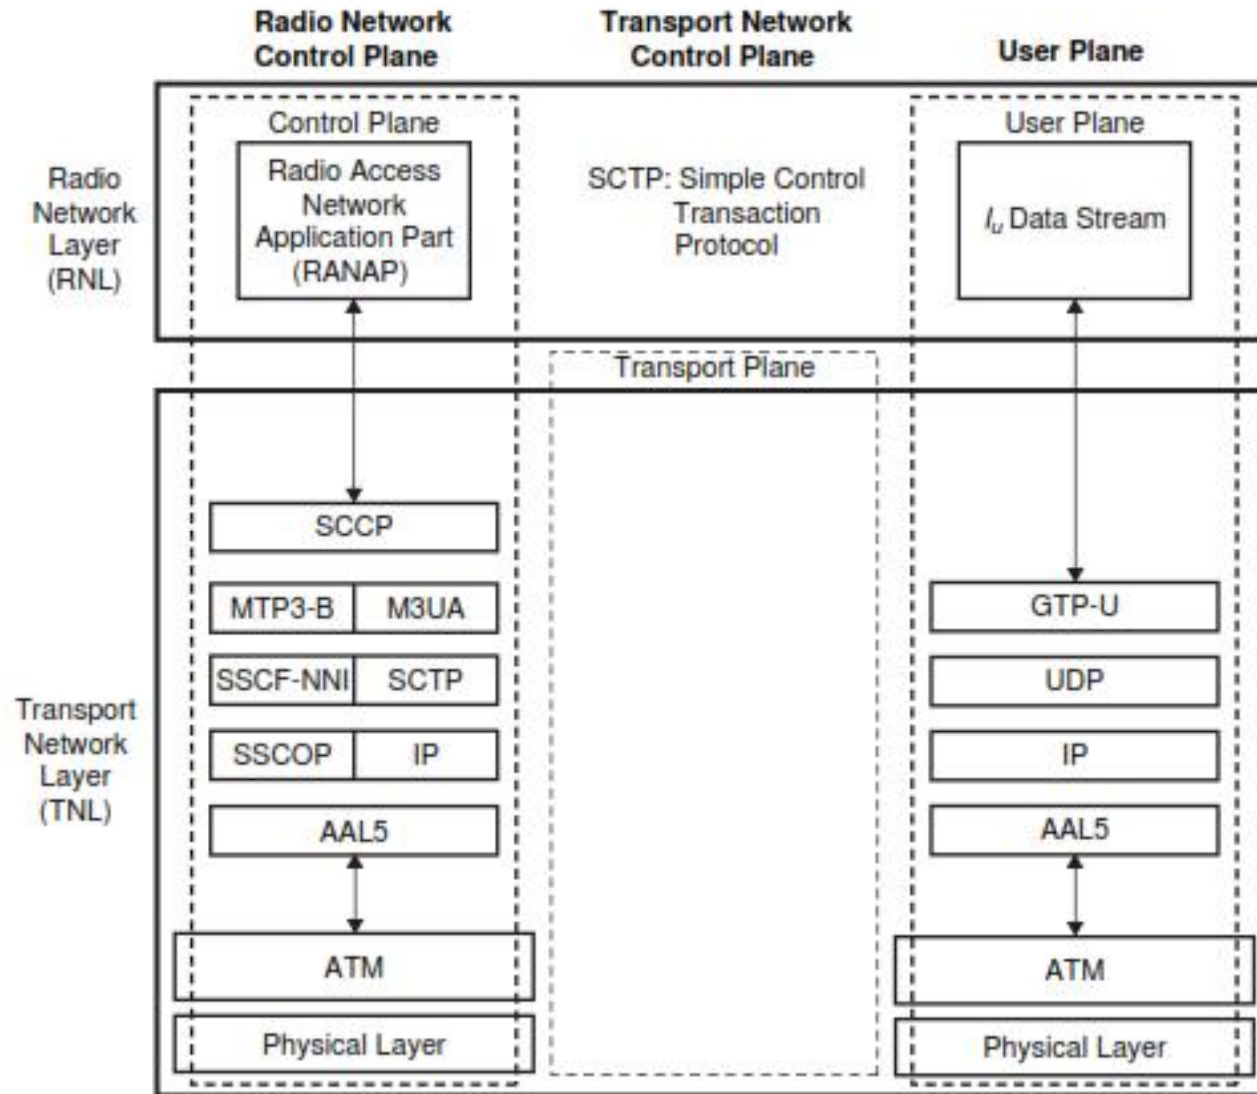 Radio Network
Control Plane
Transport Network
Control Plane
User Plane
Radio
Network
Layer
(RNL)
Control Plane
Radio Access
Network
Application Part
(RANAP)
SCTP: Simple Control
Transaction
Protocol
User Plane
Iu Data Stream
Transport Plane
Transport
Network
Layer
(TNL)
SCCP
MTP3-B M3UA
SSCF-NNI SCTP
SSCOP IP
AAL5
ATM
Physical Layer
GTP-U
UDP
IP
AAL5
ATM
Physical Layer